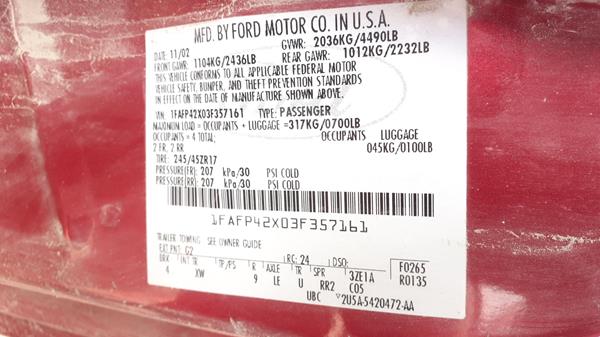 MFD. BY FORD MOTOR CO. IN U.S.A.
DATE: 11/02 GVWR: 2036KG/4490LB
FRONT GAWR: 1104KG/2436LB REAR GAWR: 1012KG/2232LB
THIS VEHICLE CONFORMS TO ALL APPLICABLE FEDERAL MOTOR
VEHICLE SAFETY, BUMPER, AND THEFT PREVENTION STANDARDS
IN EFFECT ON THE DATE OF MANUFACTURE SHOWN ABOVE.
VIN: 1FAFP42X03F357161 TYPE: PASSENGER
MAXIMUM LOAD = OCCUPANTS + LUGGAGE = 317KG/0700LB
OCCUPANTS = 4 TOTAL: OCCUPANTS LUGGAGE
2 FR, 2 RR 045KG/0100LB
TIRE: 245/45ZR17
PRESSURE(FR): 207 kPa/30 PSI COLD
PRESSURE(RR): 207 kPa/30 PSI COLD
1FAFP42X03F357161
TRAILER TOWING: SEE OWNER GUIDE
EXT PNT: G2 RC: 24 DSO: F0265
BRK INT TR TP/PS R AXLE TR SPR 3ZE1A R0135
4 XW 9 LE U RR2 C05
UBC 2U5A-5420472-AA